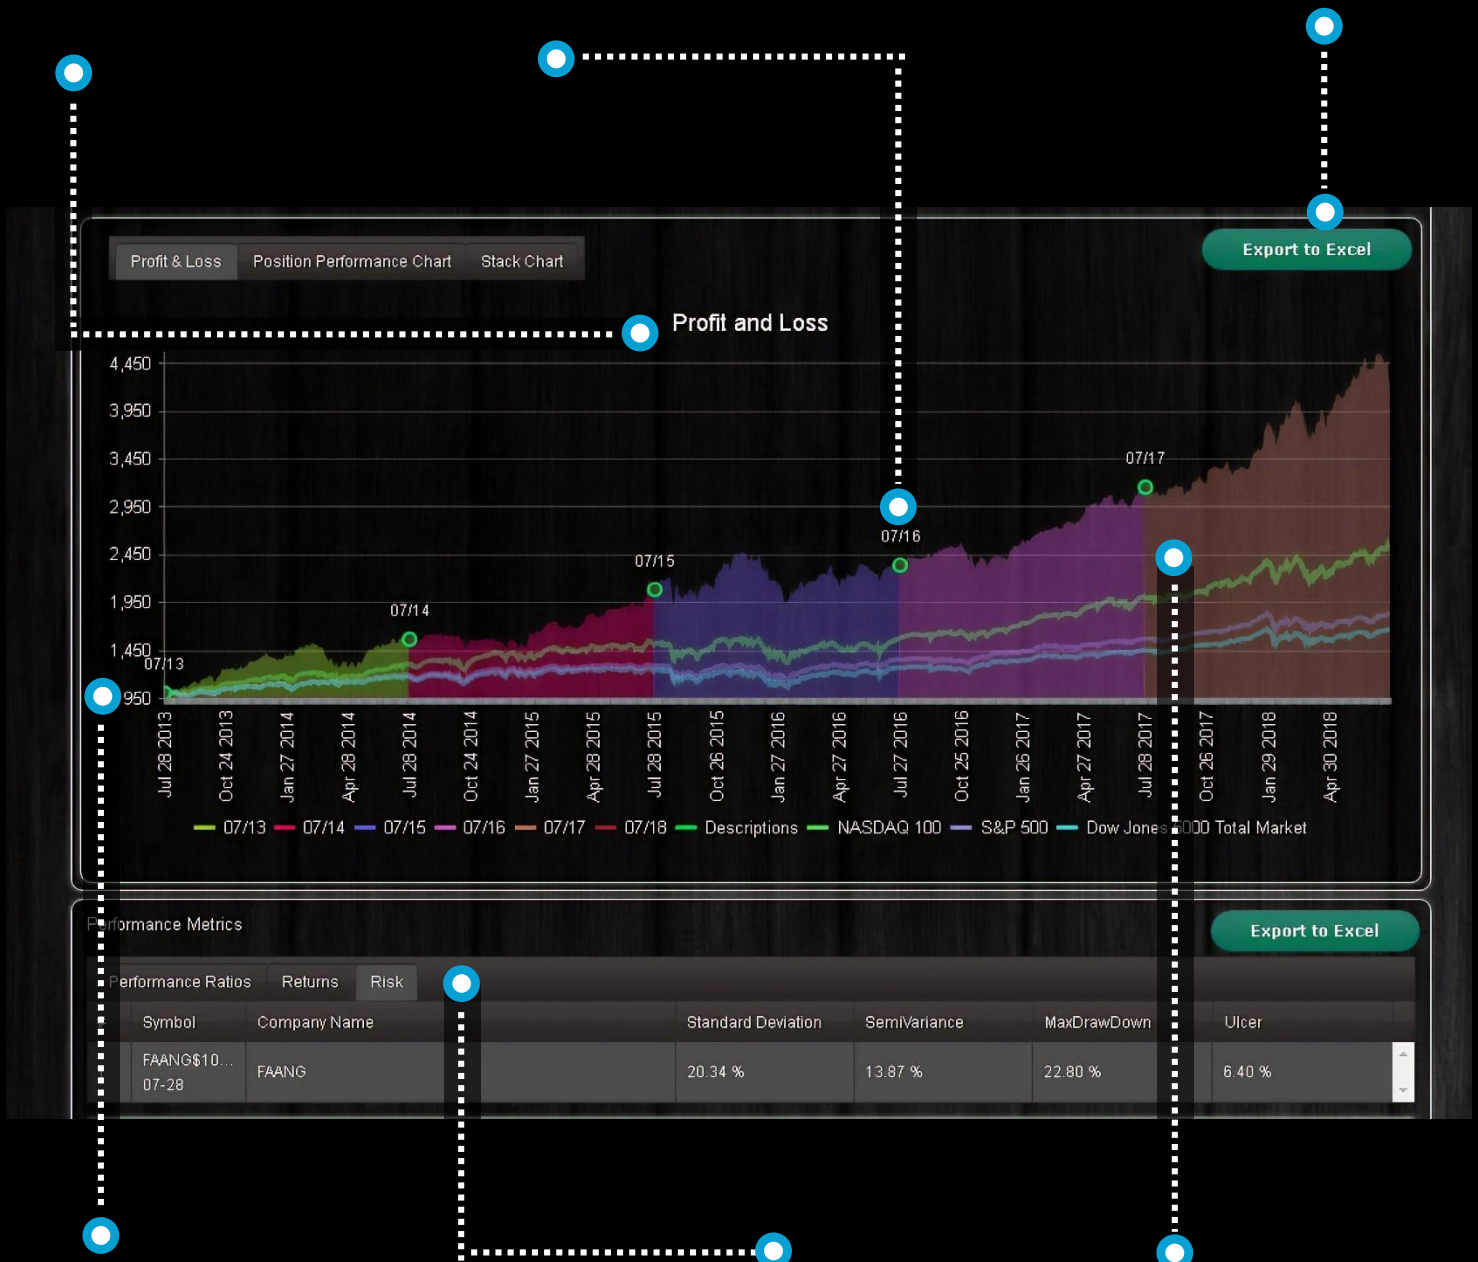 Profit & Loss Position Performance Chart Stack Chart
Export to Excel
Profit and Loss
4,450
3,950
3,450
2,950
2,450
1,950
1,450
950
07/13
07/14
07/15
07/16
07/17
Jul 28 2013
Oct 24 2013
Jan 27 2014
Apr 28 2014
Jul 28 2014
Oct 24 2014
Jan 27 2015
Apr 28 2015
Jul 28 2015
Oct 26 2015
Jan 27 2016
Apr 27 2016
Jul 27 2016
Oct 25 2016
Jan 26 2017
Apr 27 2017
Jul 28 2017
Oct 26 2017
Jan 29 2018
Apr 30 2018
07/13 07/14 07/15 07/16 07/17 07/18 Descriptions NASDAQ 100 S&P 500 Dow Jones 5000 Total Market
Performance Metrics
Export to Excel
Performance Ratios Returns Risk
Symbol Company Name Standard Deviation SemiVariance MaxDrawDown Ulcer
FAANG$10...
07-28
FAANG 20.34 % 13.87 % 22.80 % 6.40 %